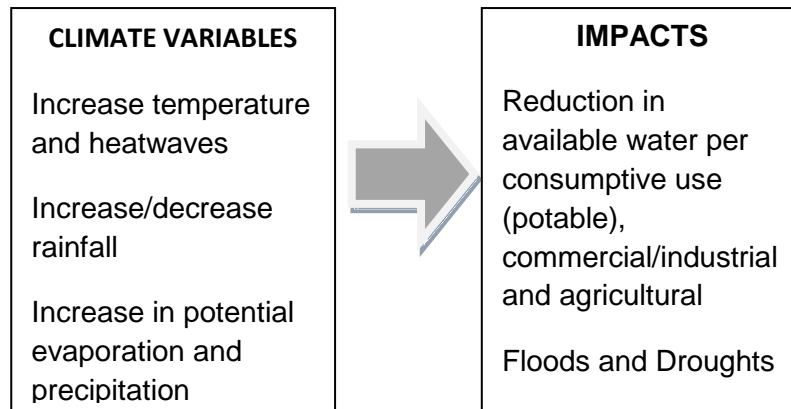 CLIMATE VARIABLES
Increase temperature
and heatwaves
Increase/decrease
rainfall
Increase in potential
evaporation and
precipitation
IMPACTS
Reduction in
available water per
consumptive use
(potable),
commercial/industrial
and agricultural
Floods and Droughts